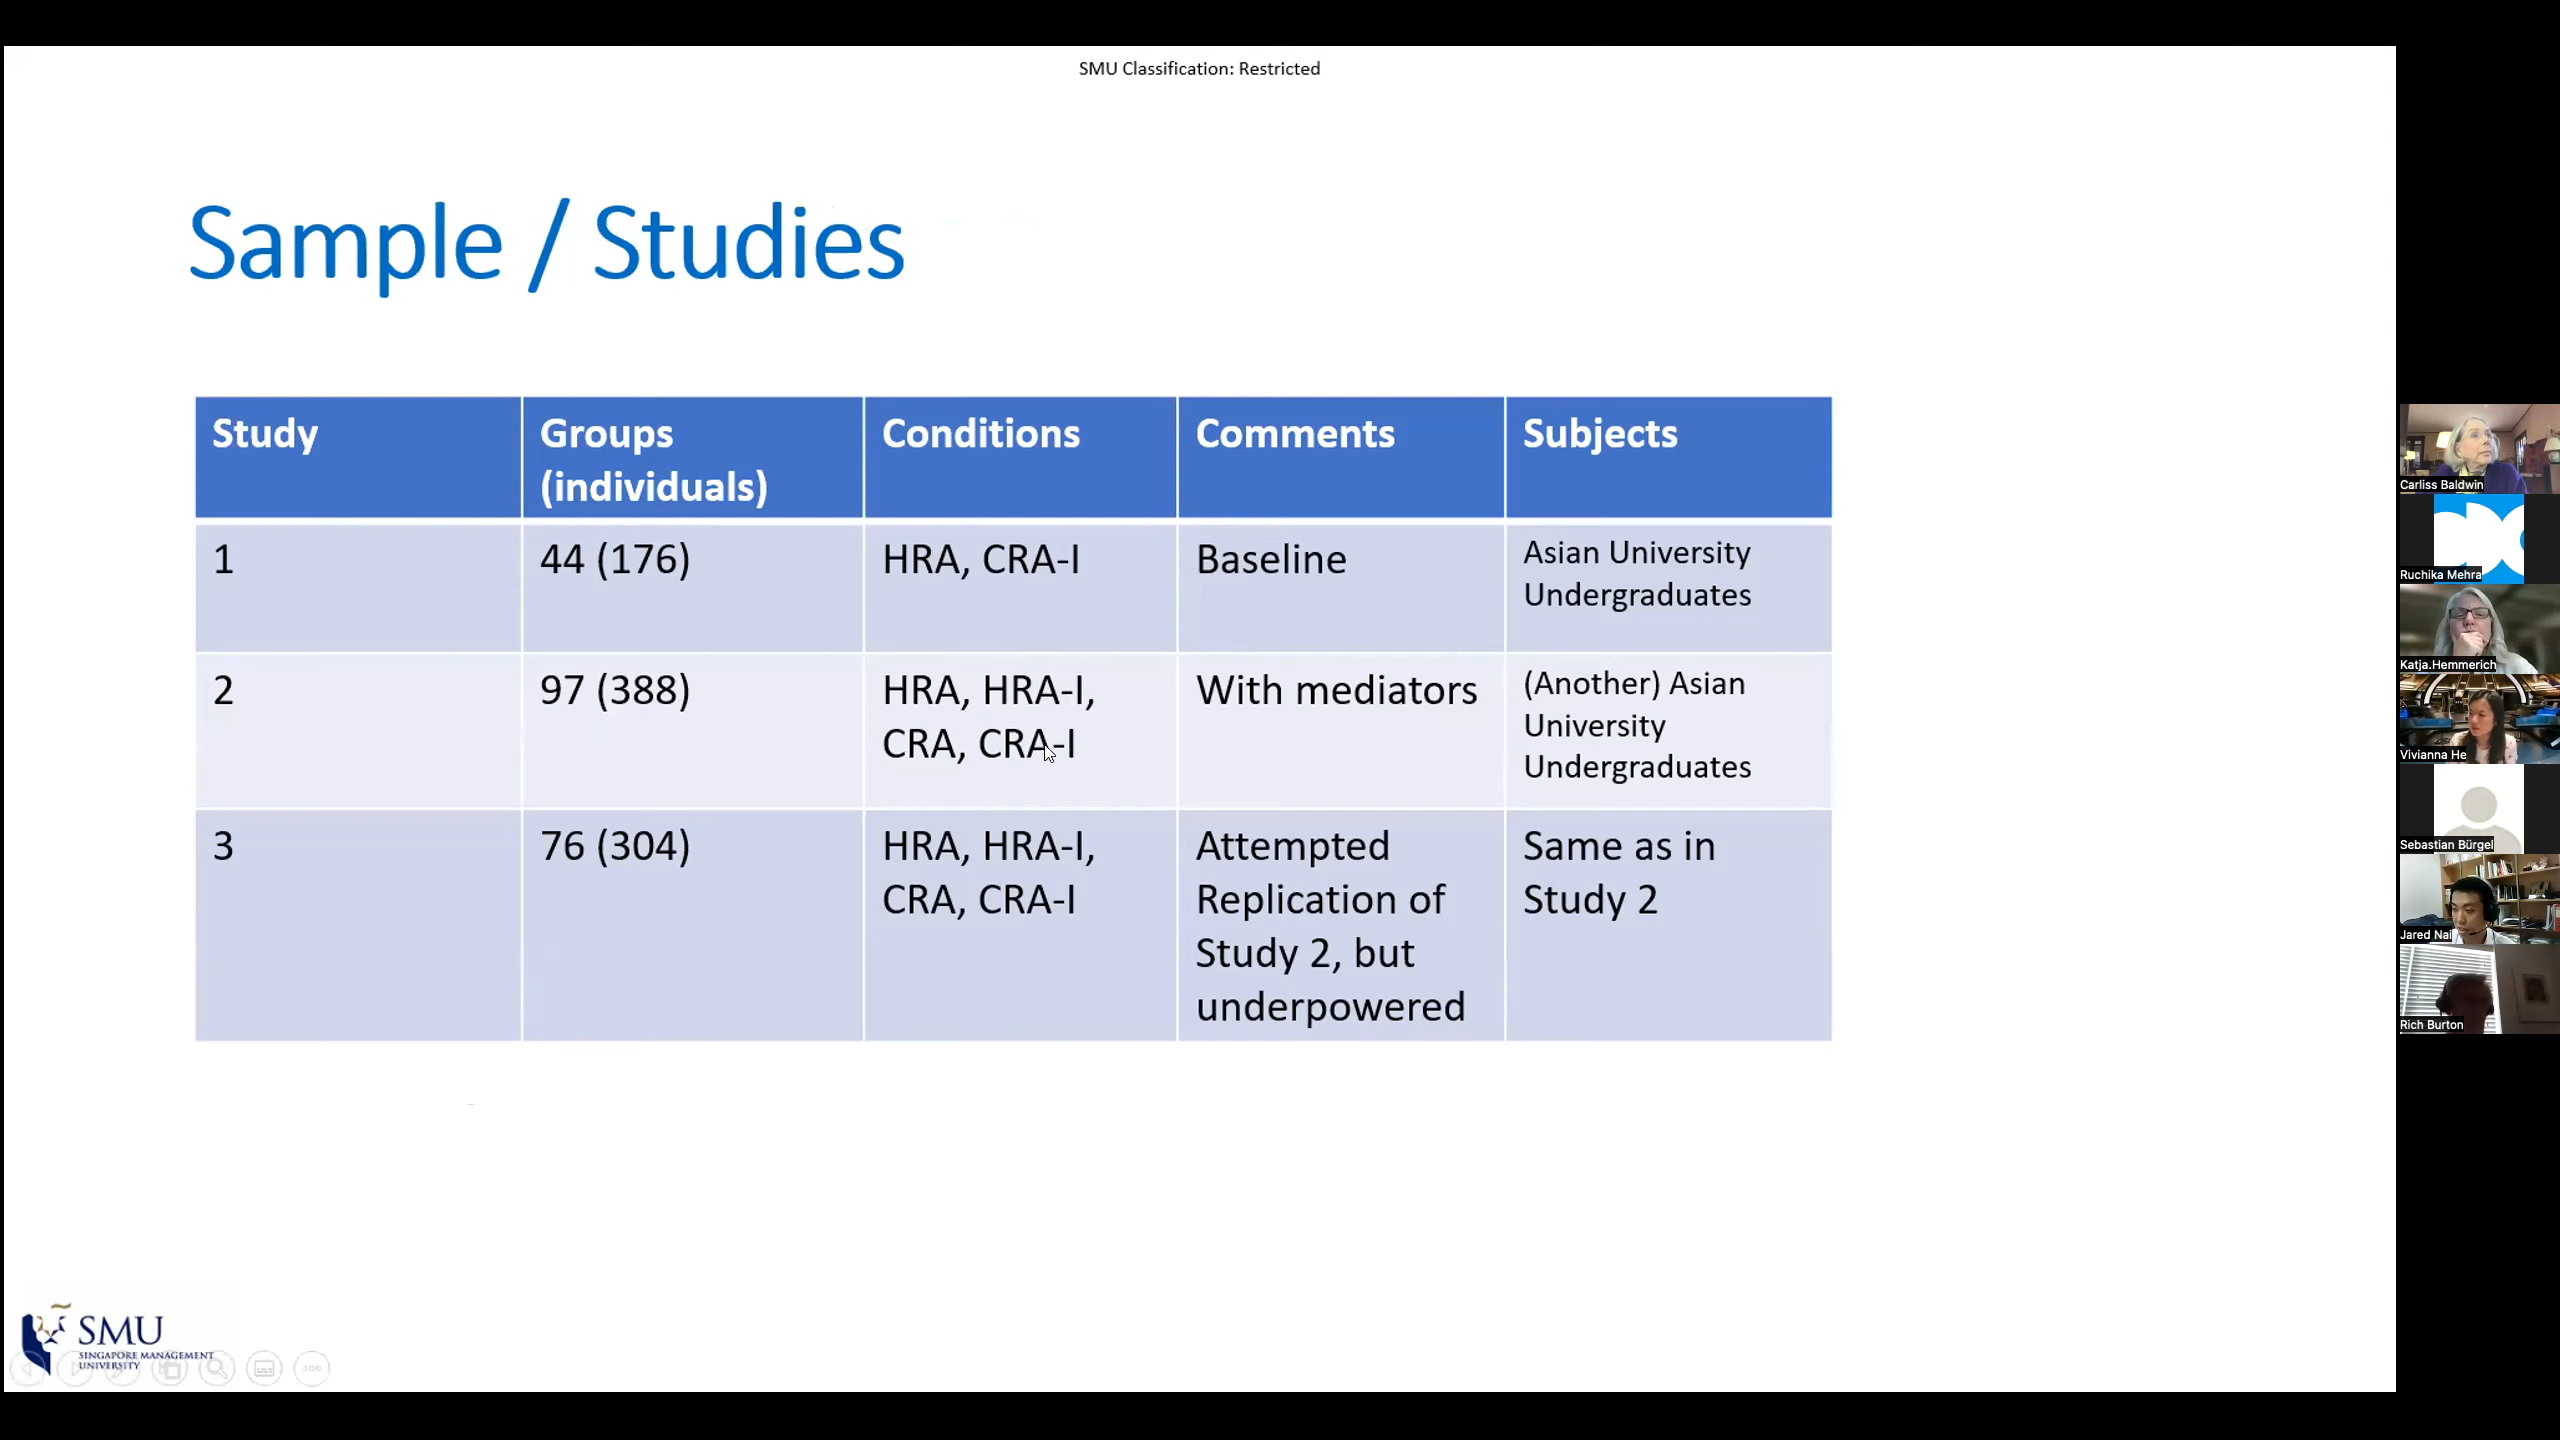 SMU Classification: Restricted
Sample / Studies
Study
Groups
(individuals)
Conditions
Comments
Subjects
1
44 (176)
HRA, CRA-I
Baseline
Asian University
Undergraduates
2
97 (388)
HRA, HRA-I,
CRA, CRA-I
With mediators
(Another) Asian
University
Undergraduates
3
76 (304)
HRA, HRA-I,
CRA, CRA-I
Attempted
Replication of
Study 2, but
underpowered
Same as in
Study 2
SMU
SINGAPORE MANAGEMENT
UNIVERSITY
Carliss Baldwin
Ruchika Mehra
Katja.Hemmerich
Vivianna He
Sebastian Bürgel
Jared Nai
Rich Burton